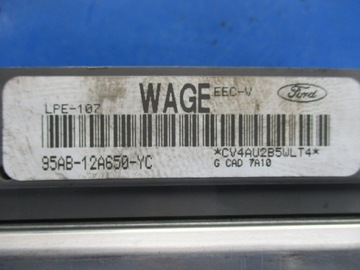 WAGE EEC-V Ford
LPE-107
95AB-12A650-YC *CV4AU2B5WLT4*
G CAD 7A10